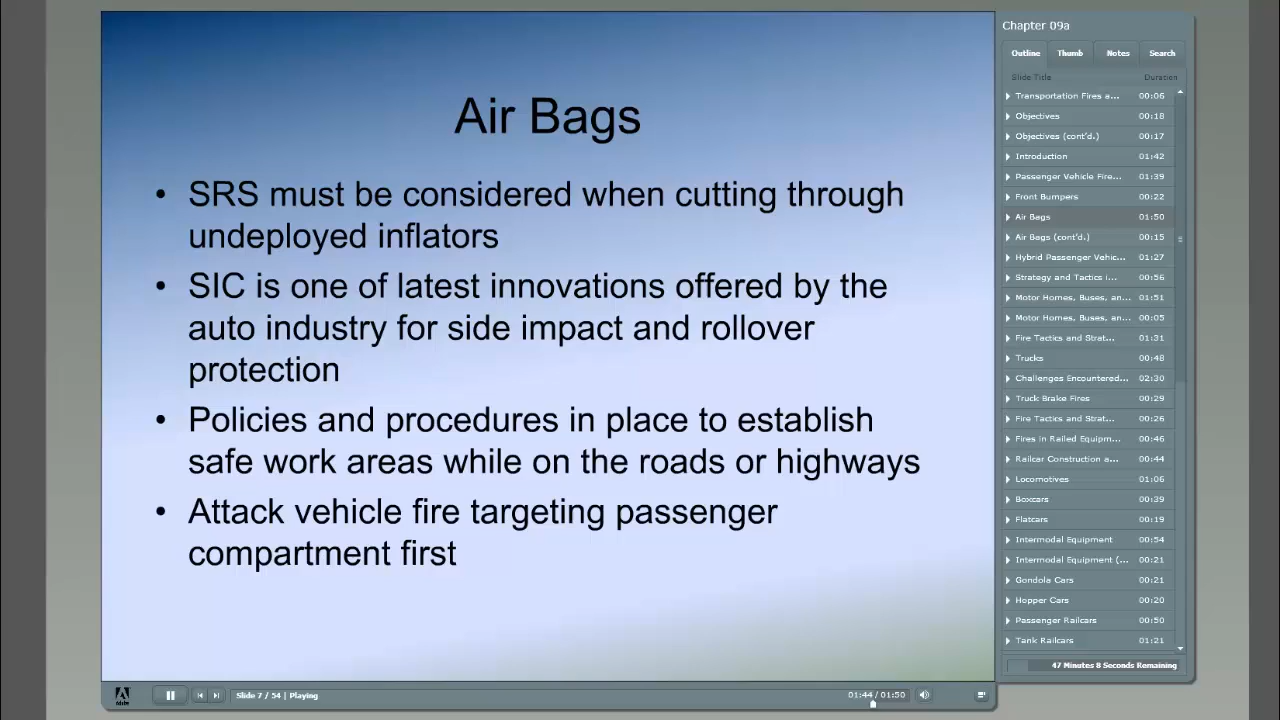 Air Bags
• SRS must be considered when cutting through
undeployed inflators
• SIC is one of latest innovations offered by the
auto industry for side impact and rollover
protection
• Policies and procedures in place to establish
safe work areas while on the roads or highways
• Attack vehicle fire targeting passenger
compartment first
Adobe
Slide 7 / 54 | Playing
01:44 / 01:50
Chapter 09a
Outline Thumb Notes Search
Slide Title Duration
Transportation Fires a... 00:06
Objectives 00:18
Objectives (cont'd.) 00:17
Introduction 01:42
Passenger Vehicle Fire... 01:39
Front Bumpers 00:22
Air Bags 01:50
Air Bags (cont'd.) 00:15
Hybrid Passenger Vehic... 01:27
Strategy and Tactics i... 00:56
Motor Homes, Buses, an... 01:51
Motor Homes, Buses, an... 00:05
Fire Tactics and Strat... 01:31
Trucks 00:48
Challenges Encountered... 02:30
Truck Brake Fires 00:29
Fire Tactics and Strat... 00:26
Fires in Railed Equipm... 00:46
Railcar Construction a... 00:44
Locomotives 01:06
Boxcars 00:39
Flatcars 00:19
Intermodal Equipment 00:54
Intermodal Equipment (... 00:21
Gondola Cars 00:21
Hopper Cars 00:20
Passenger Railcars 00:50
Tank Railcars 01:21
47 Minutes 8 Seconds Remaining